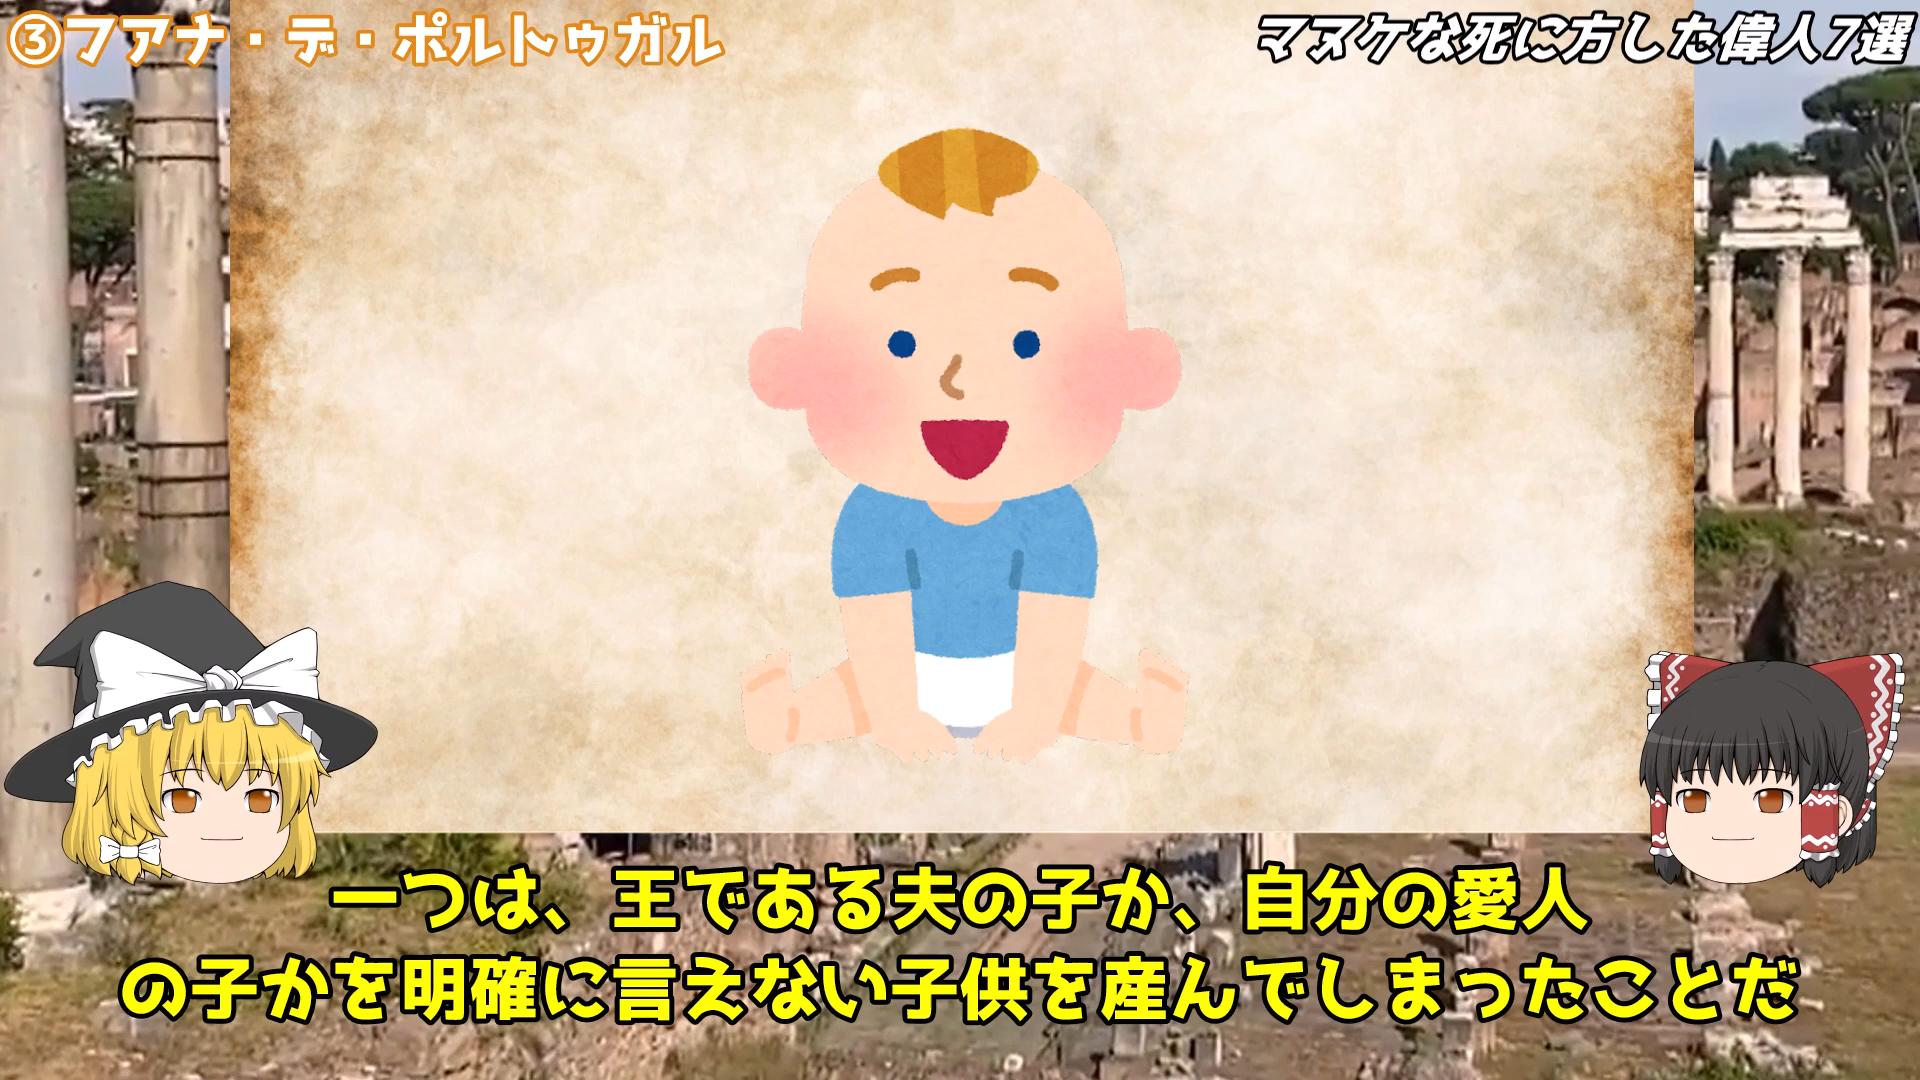 ③フアナ・デ・ポルトゥガル
マヌケな死に方した偉人7選
一つは、王である夫の子か、自分の愛人
の子かを明確に言えない子供を産んでしまったことだ